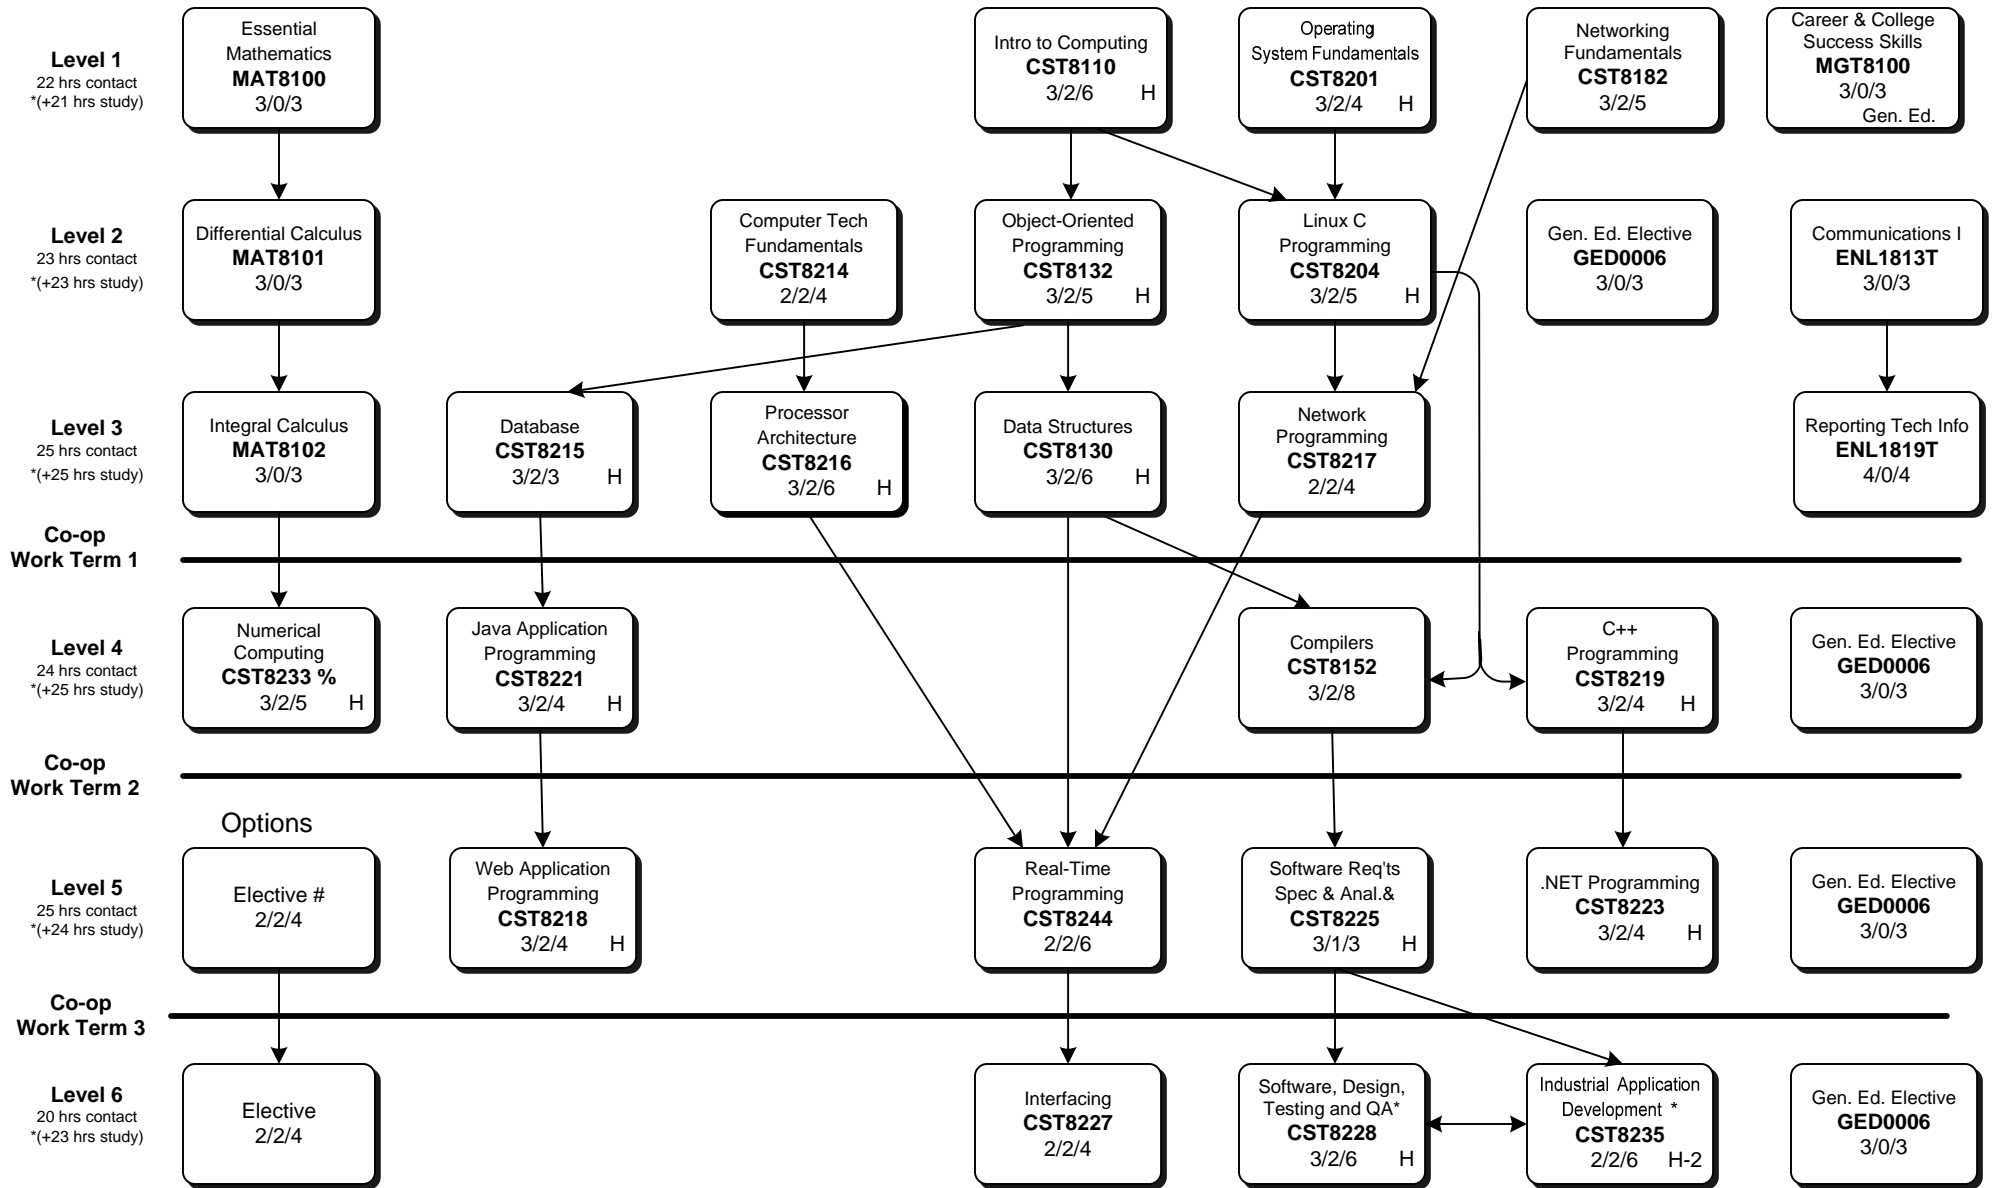 Level 1
22 hrs contact
*(+21 hrs study)
Essential
Mathematics
MAT8100
3/0/3
Intro to Computing
CST8110
3/2/6 H
Operating
System Fundamentals
CST8201
3/2/4 H
Networking
Fundamentals
CST8182
3/2/5
Career & College
Success Skills
MGT8100
3/0/3
Gen. Ed.
Level 2
23 hrs contact
*(+23 hrs study)
Differential Calculus
MAT8101
3/0/3
Computer Tech
Fundamentals
CST8214
2/2/4
Object-Oriented
Programming
CST8132
3/2/5 H
Linux C
Programming
CST8204
3/2/5 H
Gen. Ed. Elective
GED0006
3/0/3
Communications I
ENL1813T
3/0/3
Level 3
25 hrs contact
*(+25 hrs study)
Integral Calculus
MAT8102
3/0/3
Database
CST8215
3/2/3 H
Processor
Architecture
CST8216
3/2/6 H
Data Structures
CST8130
3/2/6 H
Network
Programming
CST8217
2/2/4
Reporting Tech Info
ENL1819T
4/0/4
Co-op
Work Term 1
Level 4
24 hrs contact
*(+25 hrs study)
Numerical
Computing
CST8233 %
3/2/5 H
Java Application
Programming
CST8221
3/2/4 H
Compilers
CST8152
3/2/8
C++
Programming
CST8219
3/2/4 H
Gen. Ed. Elective
GED0006
3/0/3
Co-op
Work Term 2
Options
Level 5
25 hrs contact
*(+24 hrs study)
Elective #
2/2/4
Web Application
Programming
CST8218
3/2/4 H
Real-Time
Programming
CST8244
2/2/6
Software Req'ts
Spec & Anal.&
CST8225
3/1/3 H
.NET Programming
CST8223
3/2/4 H
Gen. Ed. Elective
GED0006
3/0/3
Co-op
Work Term 3
Level 6
20 hrs contact
*(+23 hrs study)
Elective
2/2/4
Interfacing
CST8227
2/2/4
Software, Design,
Testing and QA*
CST8228
3/2/6 H
Industrial Application
Development *
CST8235
2/2/6 H-2
Gen. Ed. Elective
GED0006
3/0/3